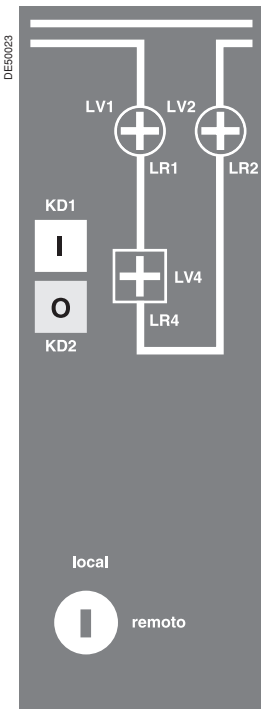 DE50023
LV1 LV2
LR1 LR2
KD1
I
LV4
O
LR4
KD2
local
remoto